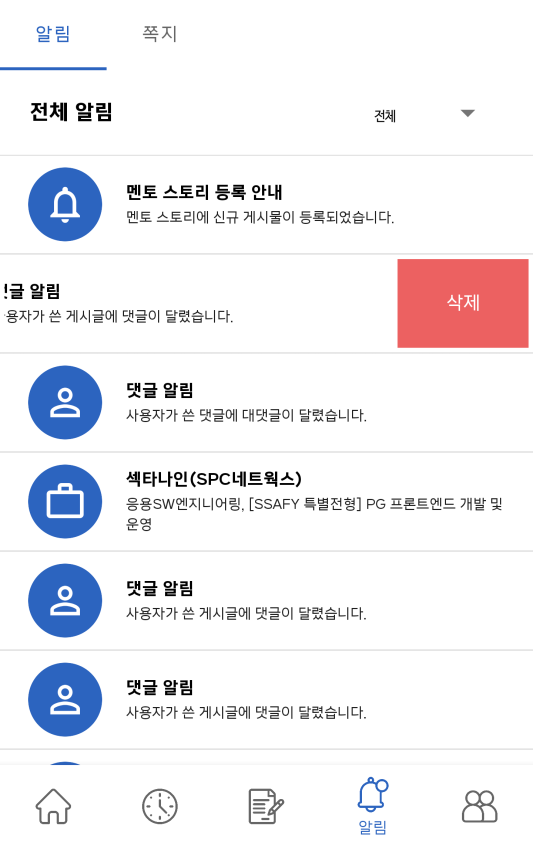 알림 쪽지
전체 알림 전체
멘토 스토리 등록 안내
멘토 스토리에 신규 게시물이 등록되었습니다.
글 알림
용자가 쓴 게시글에 댓글이 달렸습니다.
삭제
댓글 알림
사용자가 쓴 댓글에 대댓글이 달렸습니다.
섹타나인(SPC네트웍스)
응용SW엔지니어링, [SSAFY 특별전형] PG 프론트엔드 개발 및
운영
댓글 알림
사용자가 쓴 게시글에 댓글이 달렸습니다.
댓글 알림
사용자가 쓴 게시글에 댓글이 달렸습니다.
알림